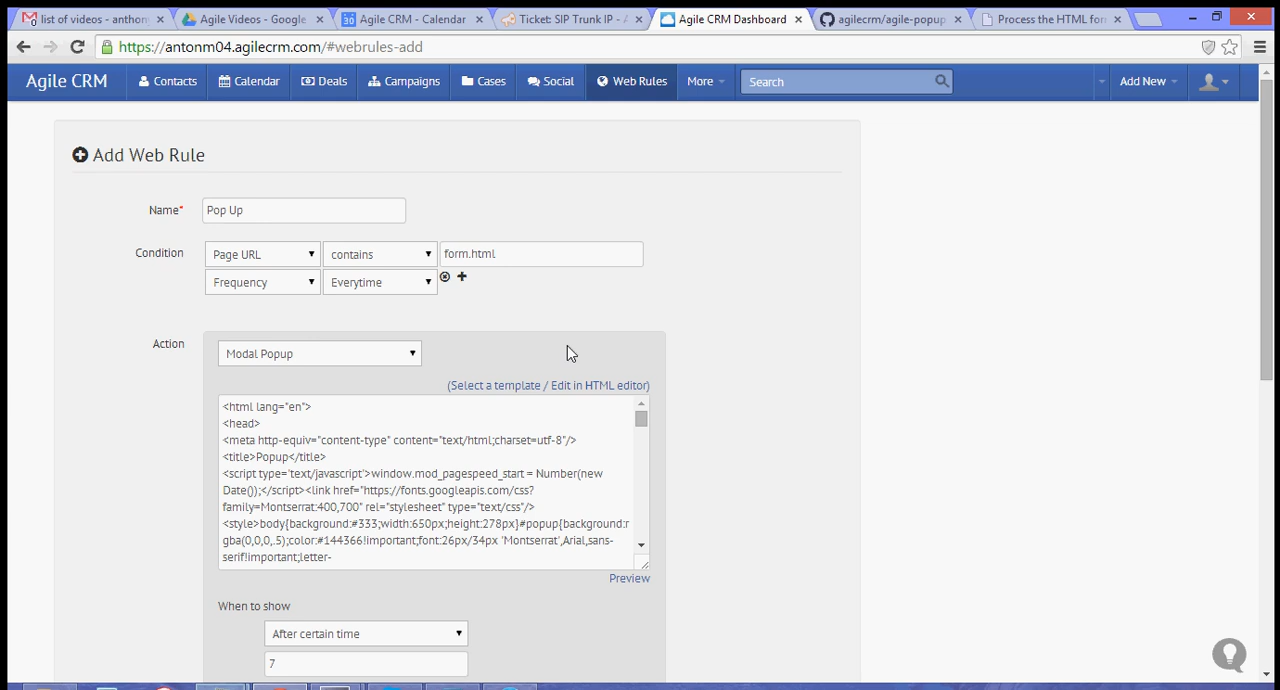 list of videos - anthon
Agile Videos - Google
30 Agile CRM - Calendar
Ticket: SIP Trunk IP - A
Agile CRM Dashboard
agilecrm/agile-popup
Process the HTML for
https://antonm04.agilecrm.com/#webrules-add
Agile CRM
Contacts
Calendar
Deals
Campaigns
Cases
Social
Web Rules
More
Search
Add New
Add Web Rule
Name*
Pop Up
Condition
Page URL
contains
form.html
Frequency
Everytime
Action
Modal Popup
(Select a template / Edit in HTML editor)
<html lang="en">
<head>
<meta http-equiv="content-type" content="text/html;charset=utf-8"/>
<title>Popup</title>
<script type='text/javascript'>window.mod_pagespeed_start = Number(new
Date());</script><link href="https://fonts.googleapis.com/css?
family=Montserrat:400,700" rel="stylesheet" type="text/css"/>
<style>body{background:#333;width:650px;height:278px}#popup{background:r
gba(0,0,0,.5);color:#144366!important;font:26px/34px 'Montserrat',Arial,sans-
serif!important;letter-
Preview
When to show
After certain time
7